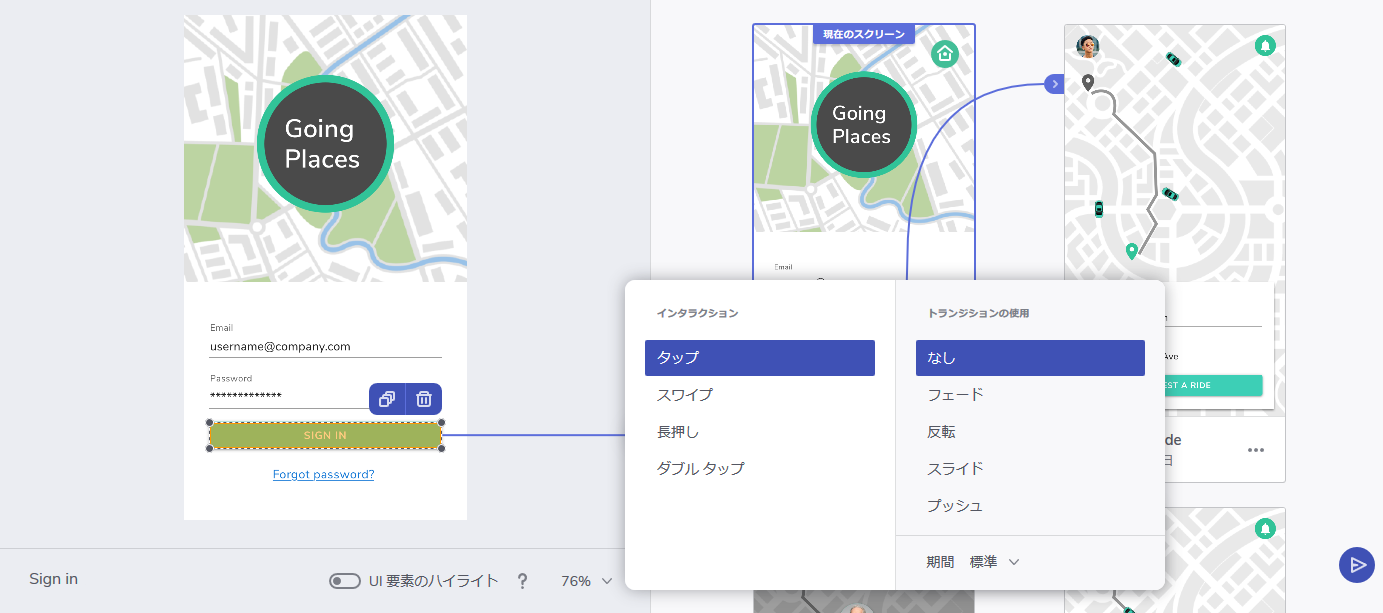 Going
Places
Email
username@company.com
Password
*************
SIGN IN
Forgot password?
Sign in
UI 要素のハイライト
?
76%
現在のスクリーン
Going
Places
Email
インタラクション
タップ
スワイプ
長押し
ダブル タップ
トランジションの使用
なし
フェード
反転
スライド
プッシュ
期間 標準
Ave
EST A RIDE
de
日